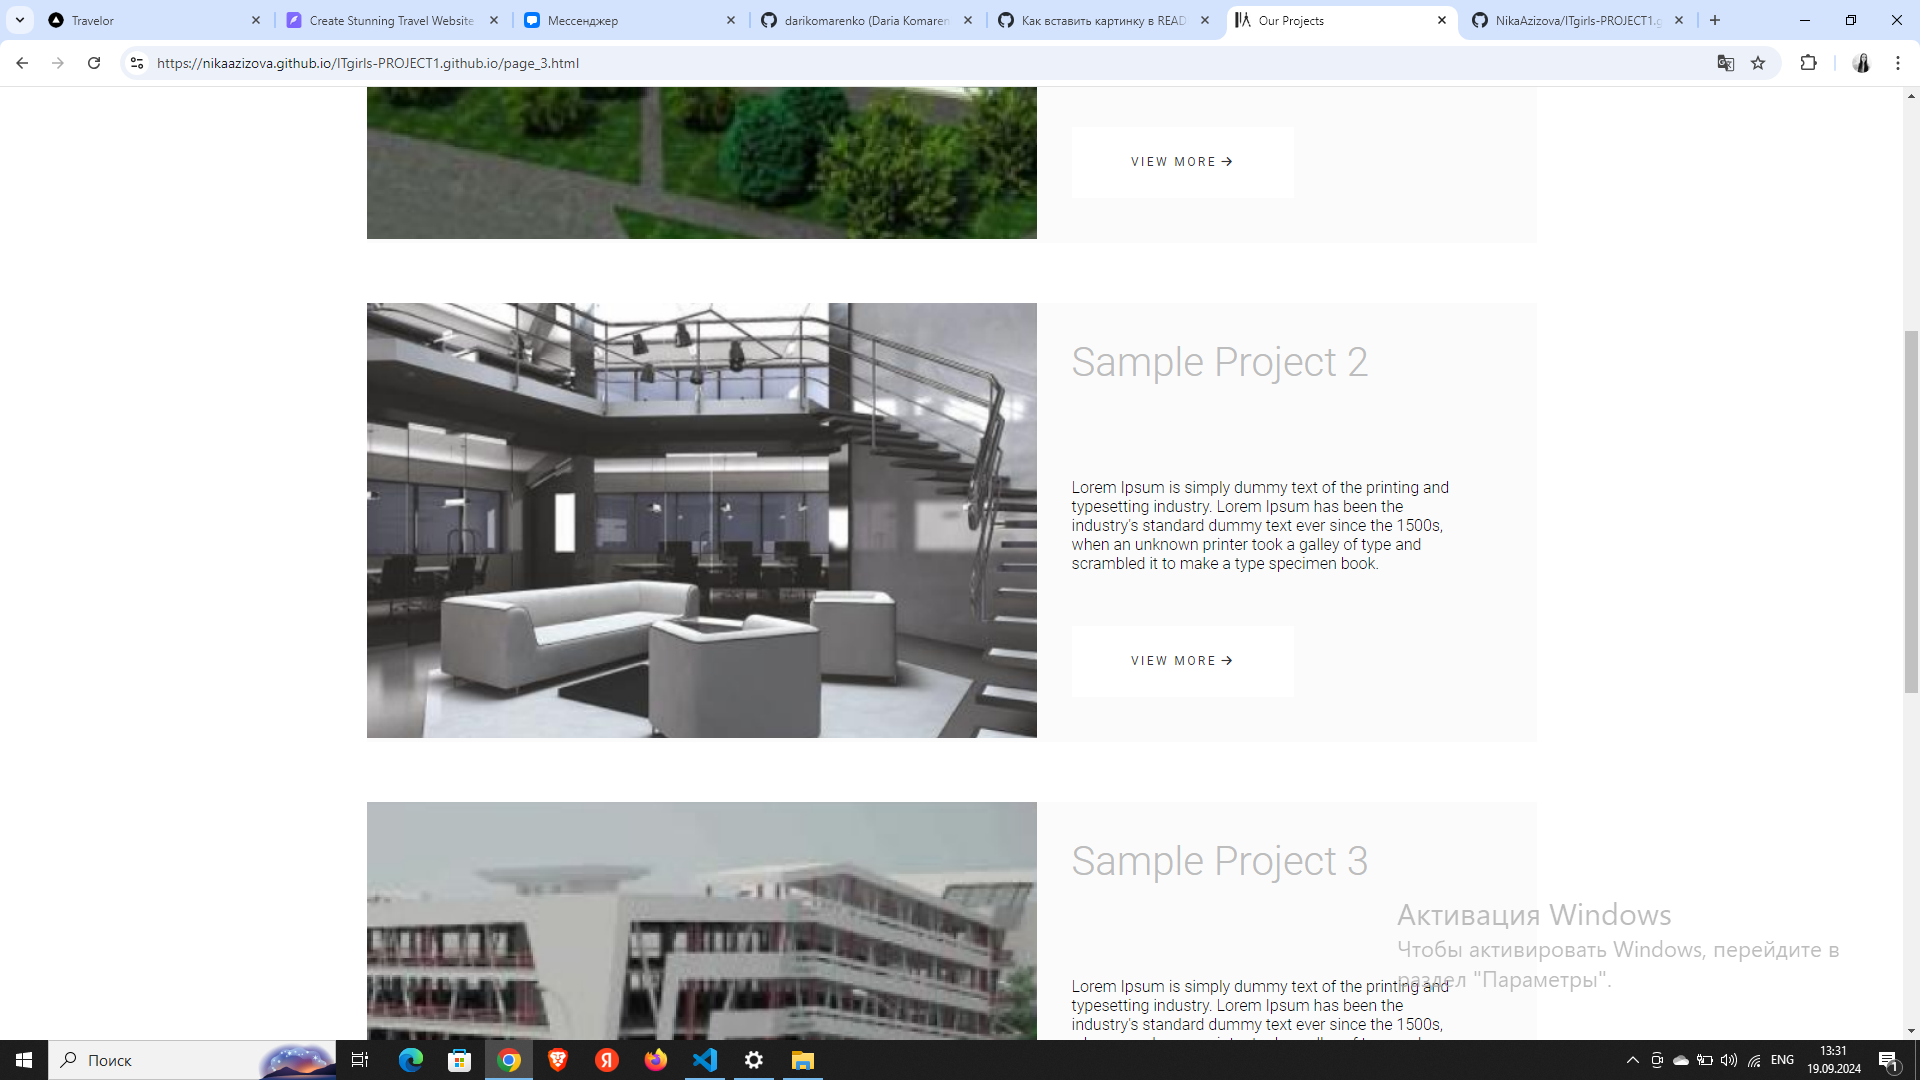 Travelor
Create Stunning Travel Website
Мессенджер
darikomarenko (Daria Komaren
Как вставить картинку в READ
Our Projects
NikaAzizova/ITgirls-PROJECT1.g
https://nikaazizova.github.io/ITgirls-PROJECT1.github.io/page_3.html
VIEW MORE →
Sample Project 2
Lorem Ipsum is simply dummy text of the printing and
typesetting industry. Lorem Ipsum has been the
industry's standard dummy text ever since the 1500s,
when an unknown printer took a galley of type and
scrambled it to make a type specimen book.
VIEW MORE →
Sample Project 3
Lorem Ipsum is simply dummy text of the printing and
typesetting industry. Lorem Ipsum has been the
industry's standard dummy text ever since the 1500s,
Активация Windows
Чтобы активировать Windows, перейдите в
раздел "Параметры".
Поиск
ENG
13:31
19.09.2024
1